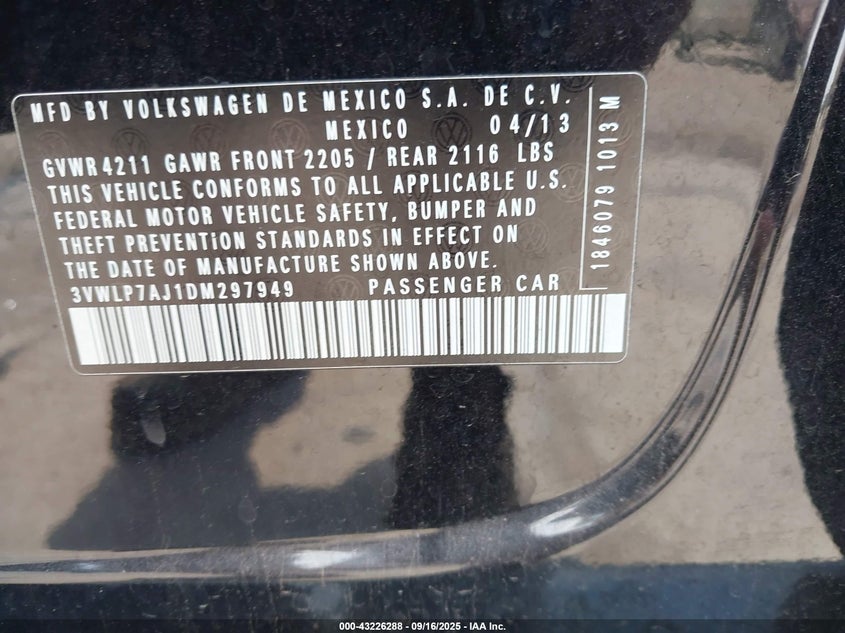 MFD BY VOLKSWAGEN DE MEXICO S.A. DE C.V.
MEXICO 04/13
GVWR 4211 GAWR FRONT 2205 / REAR 2116 LBS
THIS VEHICLE CONFORMS TO ALL APPLICABLE U.S.
FEDERAL MOTOR VEHICLE SAFETY, BUMPER AND
THEFT PREVENTION STANDARDS IN EFFECT ON
THE DATE OF MANUFACTURE SHOWN ABOVE.
3VWLP7AJ1DM297949 PASSENGER CAR
1846079 1013 M
000-43226288 - 09/16/2025 - IAA Inc.